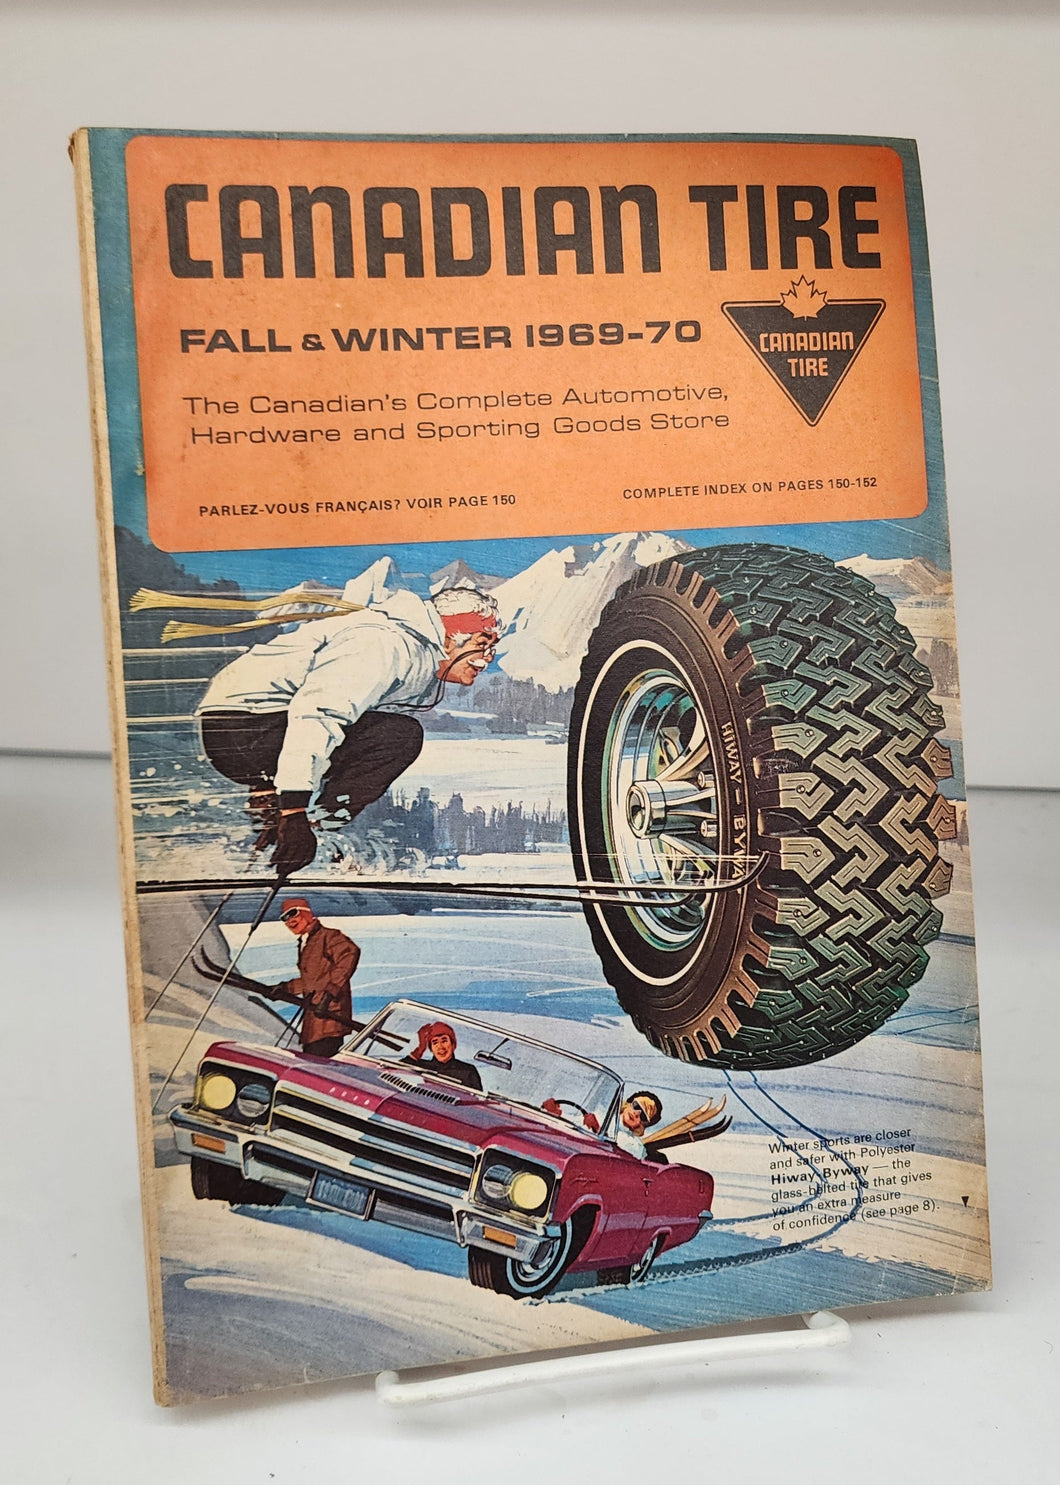 CANADIAN TIRE
FALL & WINTER 1969-70
CANADIAN
TIRE
The Canadian's Complete Automotive,
Hardware and Sporting Goods Store
PARLEZ-VOUS FRANÇAIS? VOIR PAGE 150
COMPLETE INDEX ON PAGES 150-152
HIWAY-BYWAY
Winter sports are closer
and safer with Polyester
Hiway-Byway — the
glass-belted tire that gives
you an extra measure
of confidence (see page 8).